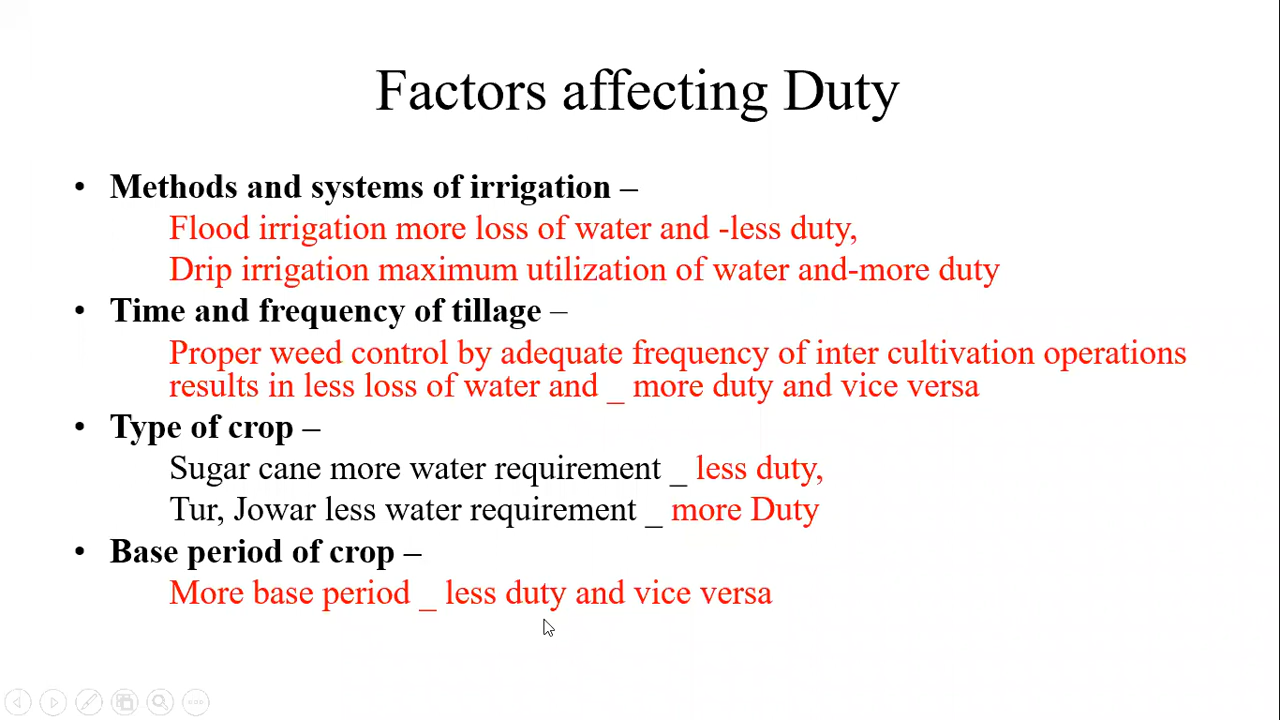 Factors affecting Duty
• Methods and systems of irrigation –
Flood irrigation more loss of water and -less duty,
Drip irrigation maximum utilization of water and-more duty
• Time and frequency of tillage –
Proper weed control by adequate frequency of inter cultivation operations
results in less loss of water and _ more duty and vice versa
• Type of crop –
Sugar cane more water requirement _ less duty,
Tur, Jowar less water requirement _ more Duty
• Base period of crop –
More base period _ less duty and vice versa